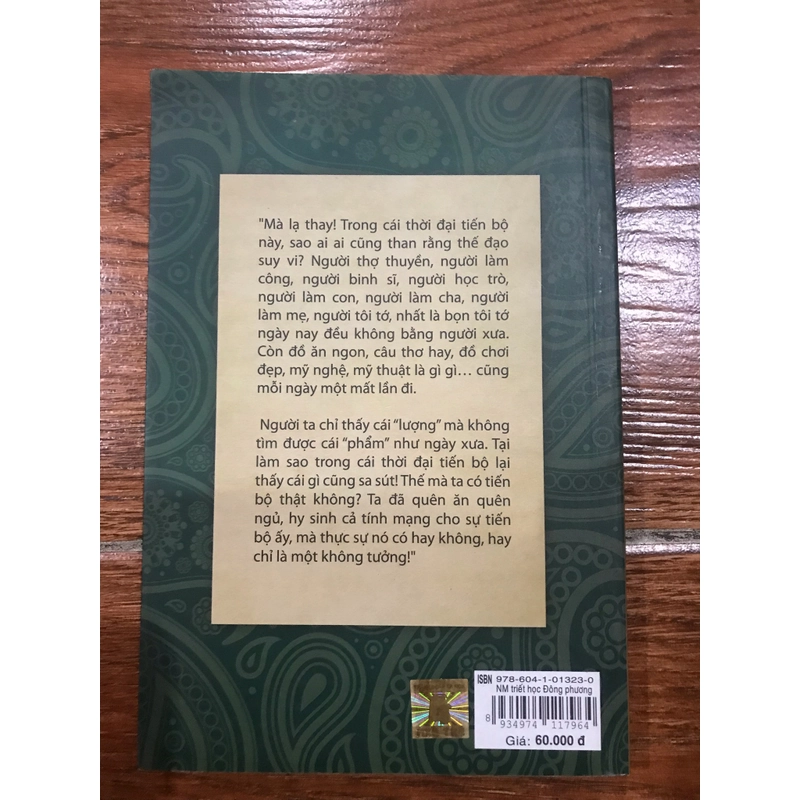 "Mà lạ thay! Trong cái thời đại tiến bộ
này, sao ai ai cũng than rằng thế đạo
suy vi? Người thợ thuyền, người làm
công, người binh sĩ, người học trò,
người làm con, người làm cha, người
làm mẹ, người tôi tớ, nhất là bọn tôi tớ
ngày nay đều không bằng người xưa.
Còn đồ ăn ngon, câu thơ hay, đồ chơi
đẹp, mỹ nghệ, mỹ thuật là gì gì... cũng
mỗi ngày một mất lần đi.
Người ta chỉ thấy cái “lượng” mà không
tìm được cái “phẩm” như ngày xưa. Tại
làm sao trong cái thời đại tiến bộ lại
thấy cái gì cũng sa sút! Thế mà ta có tiến
bộ thật không? Ta đã quên ăn quên
ngủ, hy sinh cả tính mạng cho sự tiến
bộ ấy, mà thực sự nó có hay không, hay
chỉ là một không tưởng!"
ISBN 978-604-1-01323-0
NM triết học Đông phương
8 934974 117964
Giá: 60.000 đ